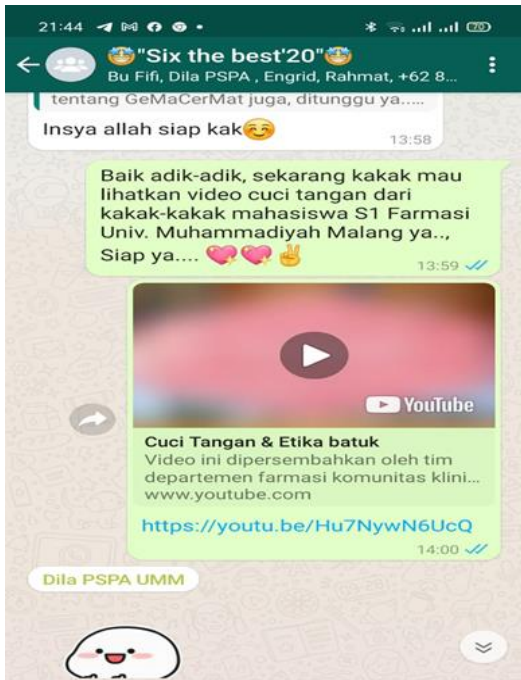 21:44
70
"Six the best'20"
Bu Fifi, Dila PSPA , Engrid, Rahmat, +62 8...
tentang GeMaCerMat juga, ditunggu ya.....
Insya allah siap kak
13:58
Baik adik-adik, sekarang kakak mau
lihatkan video cuci tangan dari
kakak-kakak mahasiswa S1 Farmasi
Univ. Muhammadiyah Malang ya..,
Siap ya....
13:59
YouTube
Cuci Tangan & Etika batuk
Video ini dipersembahkan oleh tim
departemen farmasi komunitas klini...
www.youtube.com
https://youtu.be/Hu7NywN6UcQ
14:00
Dila PSPA UMM